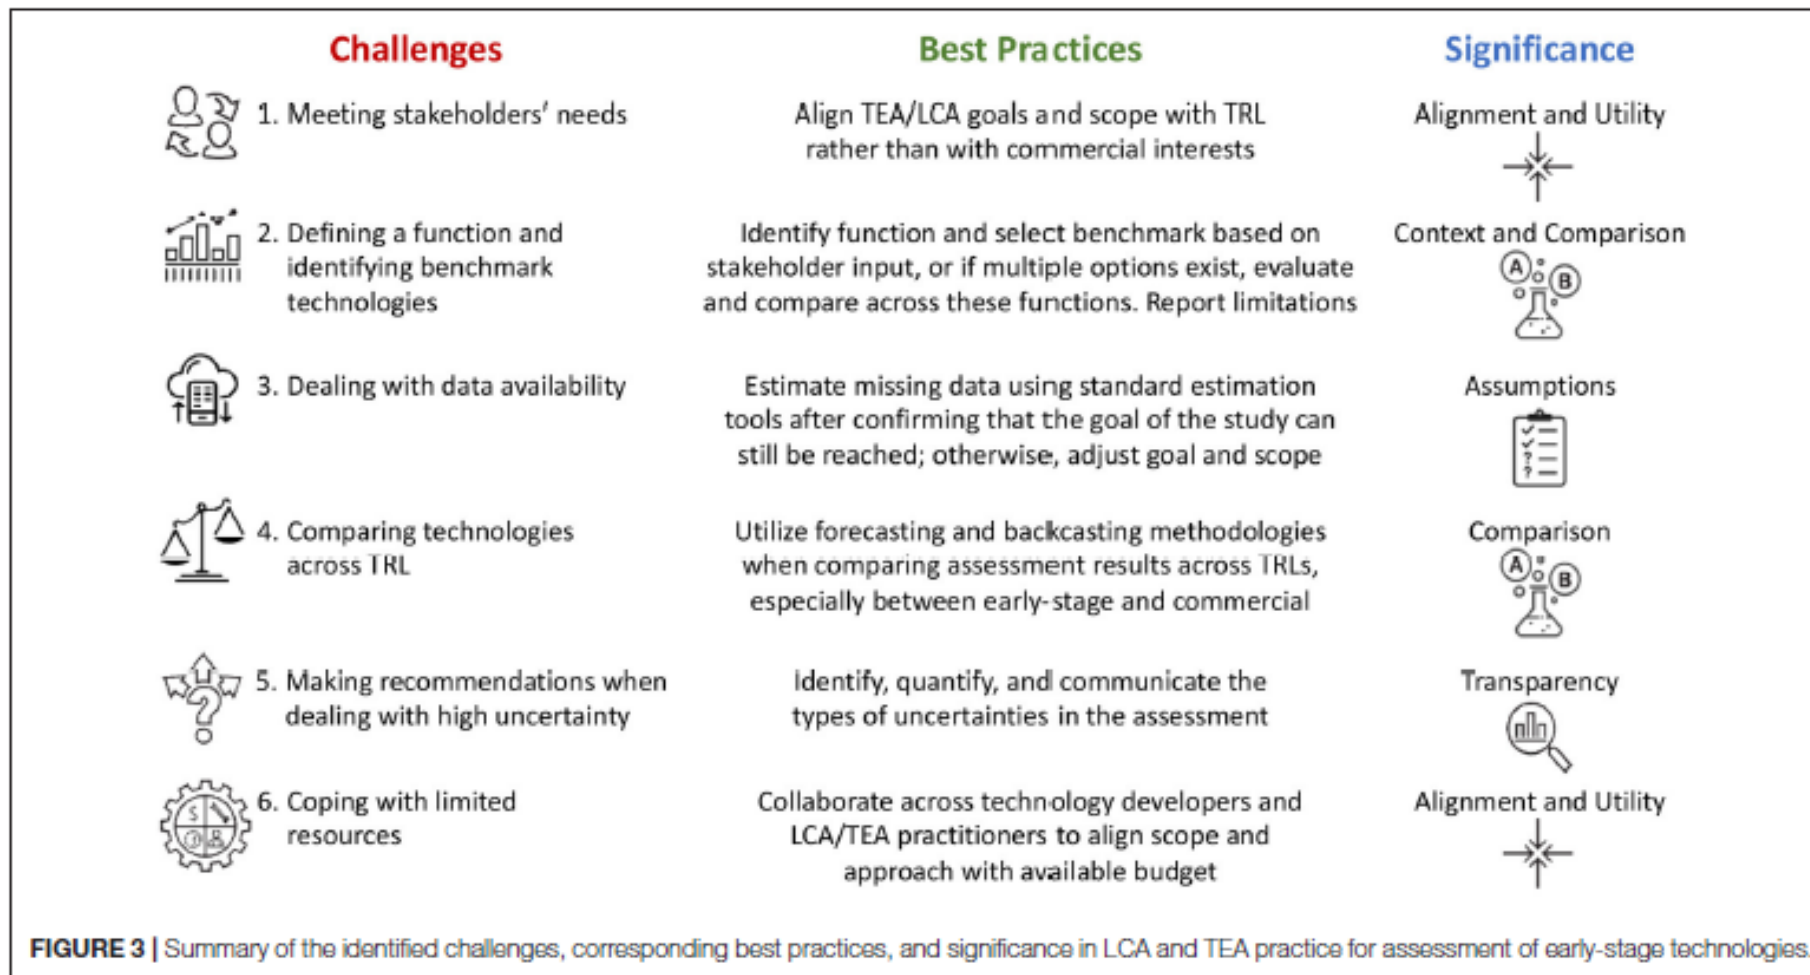 Challenges
Best Practices
Significance
1. Meeting stakeholders' needs
Align TEA/LCA goals and scope with TRL
rather than with commercial interests
Alignment and Utility
2. Defining a function and
identifying benchmark
technologies
Identify function and select benchmark based on
stakeholder input, or if multiple options exist, evaluate
and compare across these functions. Report limitations
Context and Comparison
A
B
3. Dealing with data availability
Estimate missing data using standard estimation
tools after confirming that the goal of the study can
still be reached; otherwise, adjust goal and scope
Assumptions
?
?
4. Comparing technologies
across TRL
Utilize forecasting and backcasting methodologies
when comparing assessment results across TRLs,
especially between early-stage and commercial
Comparison
A
B
?
5. Making recommendations when
dealing with high uncertainty
Identify, quantify, and communicate the
types of uncertainties in the assessment
Transparency
$
6. Coping with limited
resources
Collaborate across technology developers and
LCA/TEA practitioners to align scope and
approach with available budget
Alignment and Utility
FIGURE 3 | Summary of the identified challenges, corresponding best practices, and significance in LCA and TEA practice for assessment of early-stage technologies.